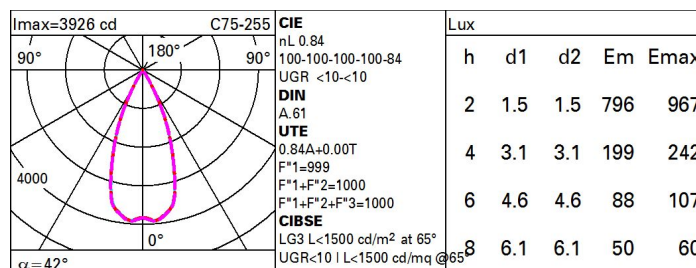 Imax=3926 cd C75-255
90° 180° 90°
4000
0°
α=42°
CIE
nL 0.84
100-100-100-100-84
UGR <10-<10
DIN
A.61
UTE
0.84A+0.00T
F"1=999
F"1+F"2=1000
F"1+F"2+F"3=1000
CIBSE
LG3 L<1500 cd/m² at 65°
UGR<10 | L<1500 cd/mq @65°
Lux
h d1 d2 Em Emax
2 1.5 1.5 796 967
4 3.1 3.1 199 242
6 4.6 4.6 88 107
8 6.1 6.1 50 60